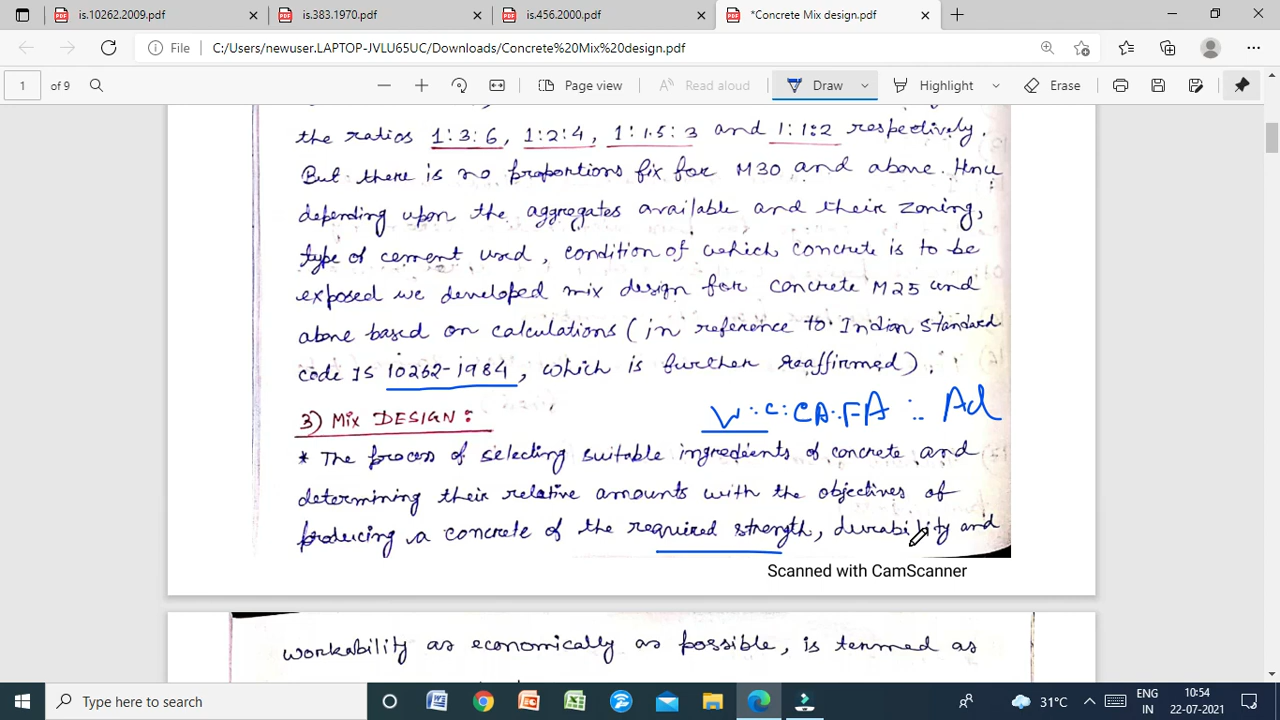 is.10262.2009.pdf
is.383.1970.pdf
is.456.2000.pdf
*Concrete Mix design.pdf
File
C:/Users/newuser.LAPTOP-JVLU65UC/Downloads/Concrete%20Mix%20design.pdf
1 of 9
Page view
Read aloud
Draw
Highlight
Erase
the ratios 1:3:6, 1:2:4, 1:1.5:3 and 1:1:2 respectively.
But there is no proportions fix for M30 and above. Hnce
depending upon the aggregates available and their zoning,
type of cement used, condition of which concrete is to be
exposed we developed mix design for concrete M25 and
above based on calculations (in reference to Indian Standard
code IS 10262-1984, which is further reaffirmed).
W:C:CA:FA :. Ad
3) MIX DESIGN:
* The process of selecting suitable ingredients of concrete and
determining their relative amounts with the objectives of
producing a concrete of the required strength, durability and
Scanned with CamScanner
workability as economically as possible, is termed as
Type here to search
31°C
ENG
IN
10:54
22-07-2021